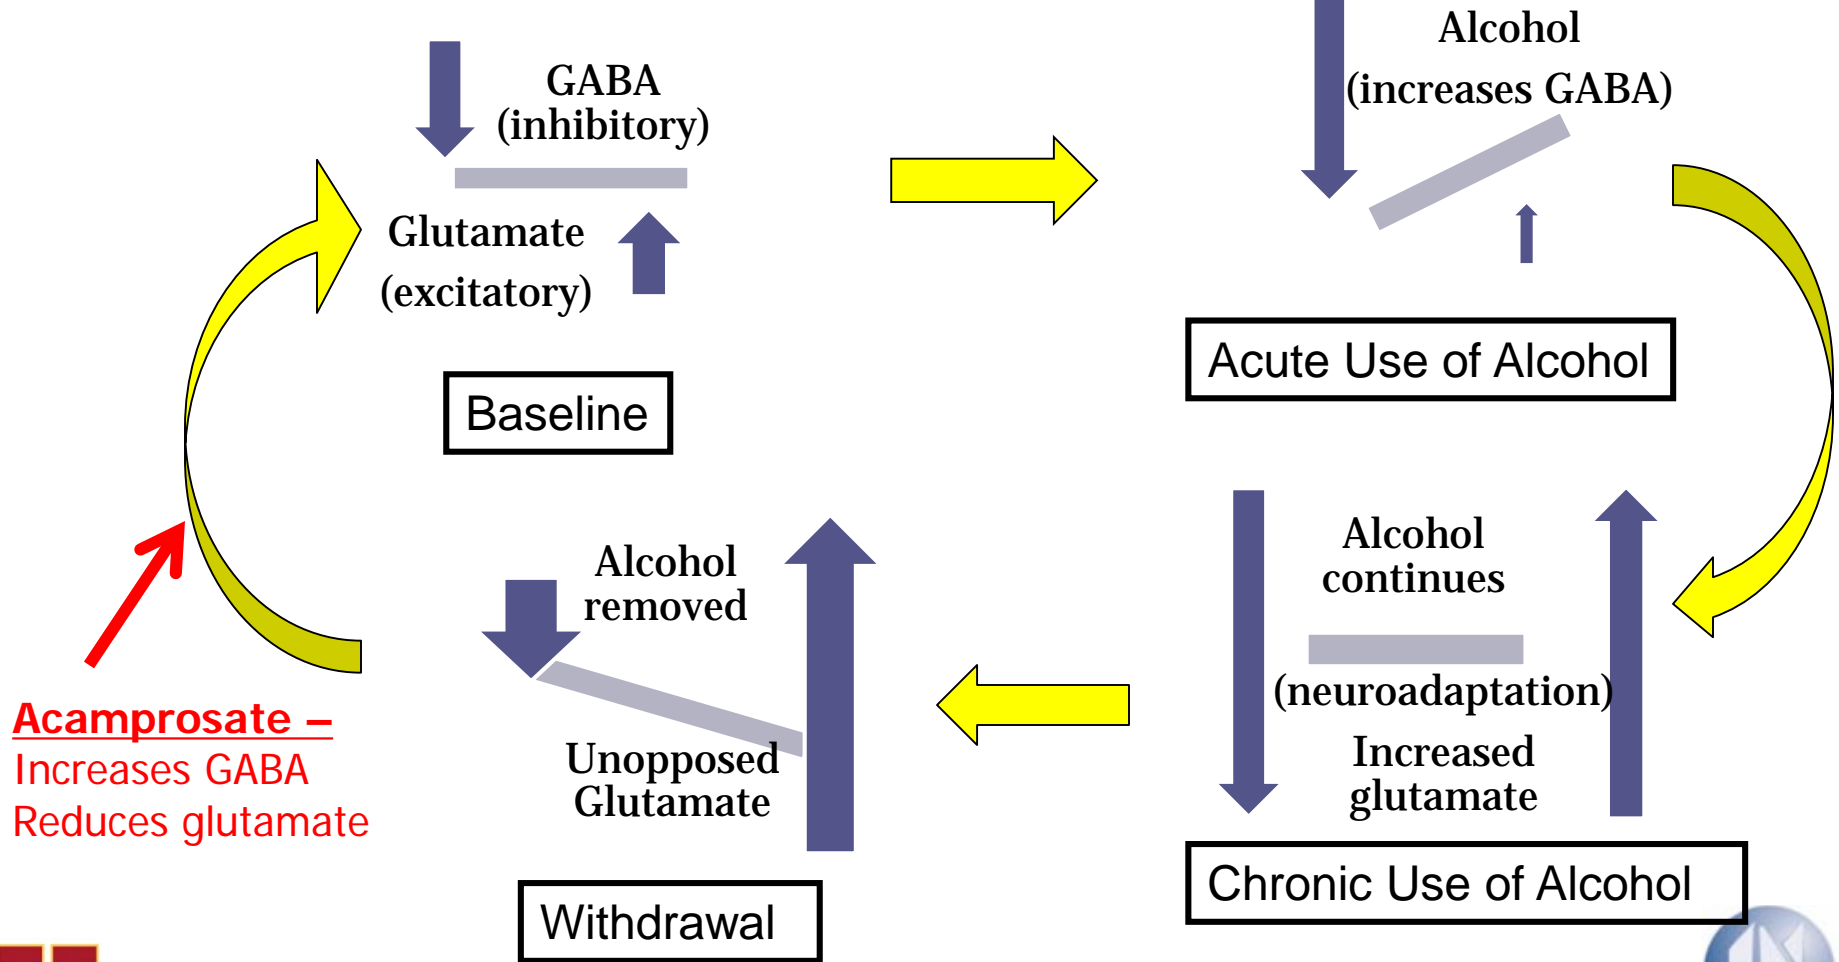 GABA
(inhibitory)
Glutamate
(excitatory)
Baseline
Alcohol
(increases GABA)
Acute Use of Alcohol
Alcohol
continues
(neuroadaptation)
Increased
glutamate
Chronic Use of Alcohol
Alcohol
removed
Unopposed
Glutamate
Withdrawal
Acamprosate –
Increases GABA
Reduces glutamate